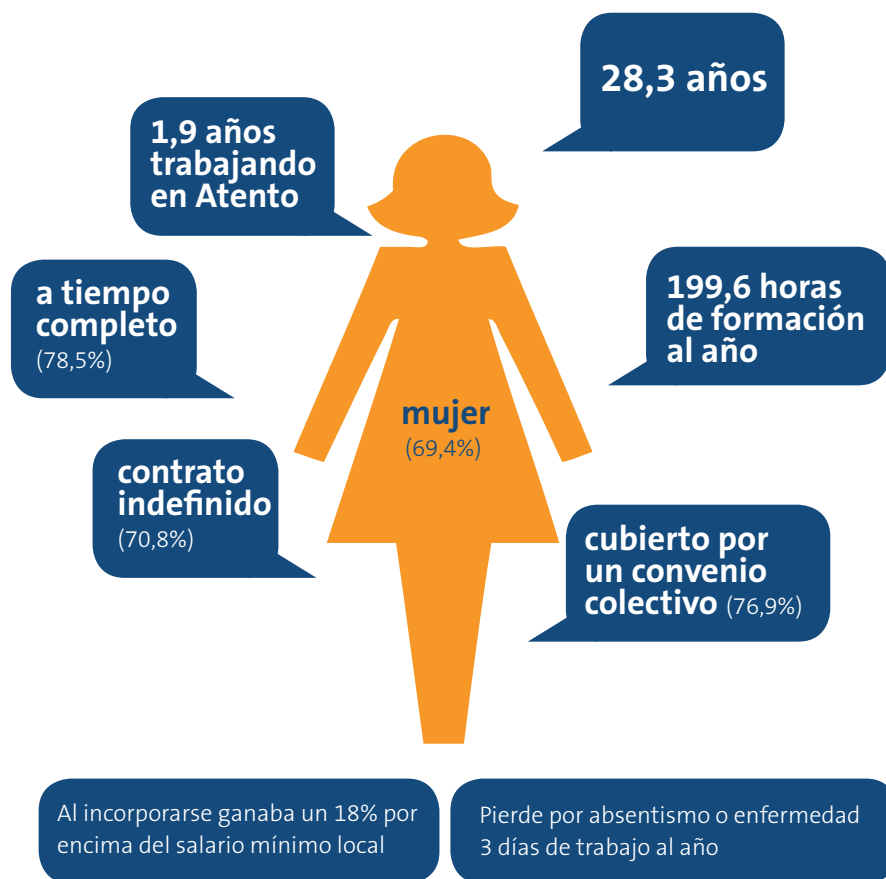 28,3 años
1,9 años
trabajando
en Atento
a tiempo
completo
(78,5%)
199,6 horas
de formación
al año
mujer
(69,4%)
contrato
indefinido
(70,8%)
cubierto por
un convenio
colectivo (76,9%)
Al incorporarse ganaba un 18% por
encima del salario mínimo local
Pierde por absentismo o enfermedad
3 días de trabajo al año